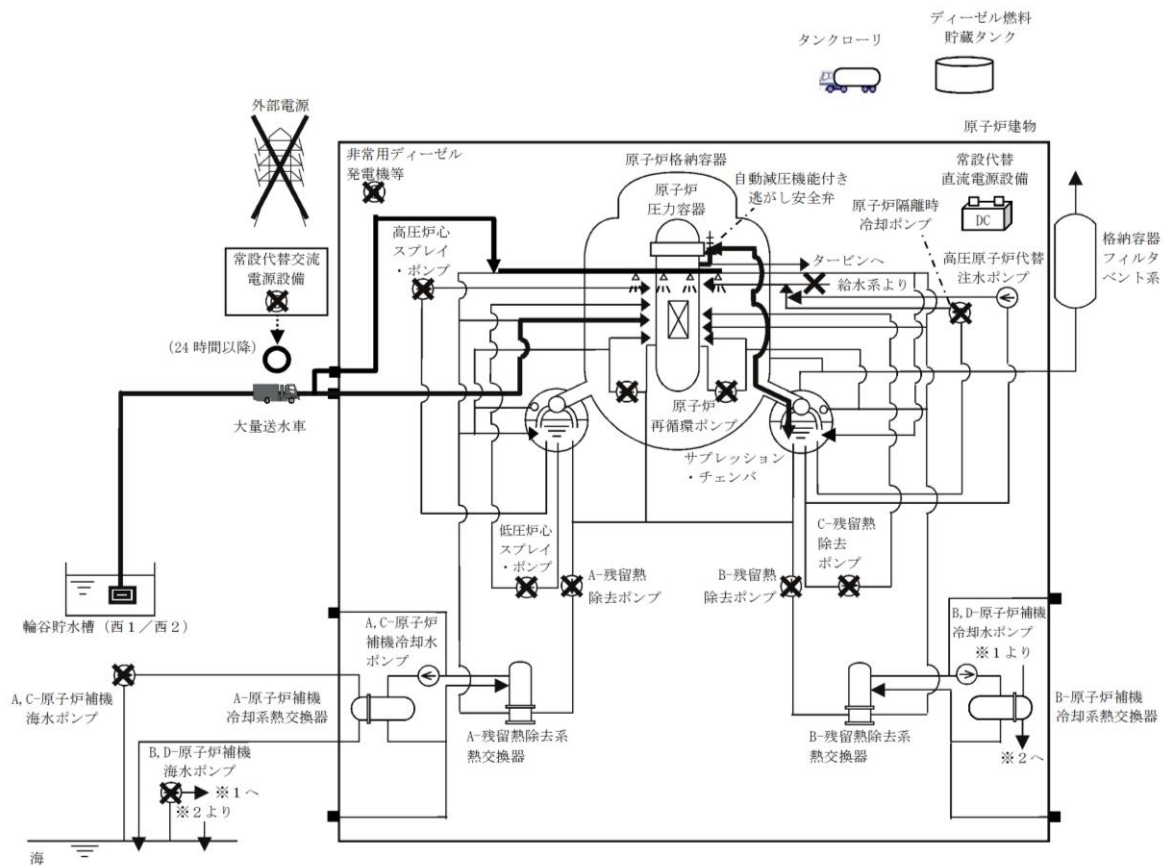 ディーゼル燃料
貯蔵タンク
タンクローリ
外部電源
原子炉建物
非常用ディーゼル
発電機等
原子炉格納容器
原子炉
圧力容器
自動減圧機能付き
逃がし安全弁
常設代替
直流電源設備
DC
原子炉隔離時
冷却ポンプ
高圧炉心
スプレイ
・ポンプ
タービンへ
給水系より
高圧原子炉代替
注水ポンプ
格納容器
フィルタ
ベント系
常設代替交流
電源設備
(24時間以降)
大量送水車
原子炉
再循環ポンプ
サプレッション
・チェンバ
低圧炉心
スプレイ
・ポンプ
A-残留熱
除去ポンプ
B-残留熱
除去ポンプ
C-残留熱
除去
ポンプ
輪谷貯水槽(西1/西2)
A,C-原子炉
補機冷却水
ポンプ
B,D-原子炉補機
冷却水ポンプ
※1より
A,C-原子炉補機
海水ポンプ
A-原子炉補機
冷却系熱交換器
B-原子炉補機
冷却系熱交換器
A-残留熱除去系
熱交換器
B-残留熱除去系
熱交換器
※2へ
B,D-原子炉補機
海水ポンプ
※1へ
※2より
海